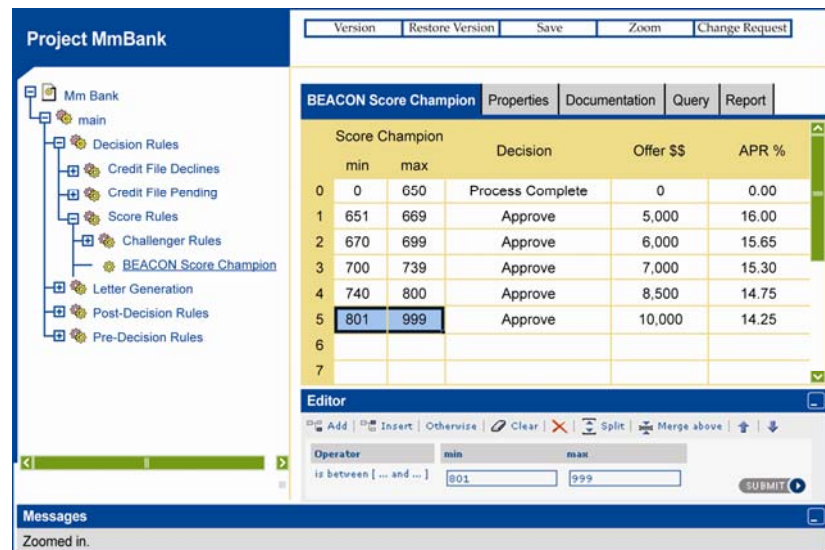 Project MmBank
Version Restore Version Save Zoom Change Request
Mm Bank
main
Decision Rules
Credit File Declines
Credit File Pending
Score Rules
Challenger Rules
BEACON Score Champion
Letter Generation
Post-Decision Rules
Pre-Decision Rules
BEACON Score Champion Properties Documentation Query Report
Score Champion Decision Offer $$ APR %
min max
0 0 650 Process Complete 0 0.00
1 651 669 Approve 5,000 16.00
2 670 699 Approve 6,000 15.65
3 700 739 Approve 7,000 15.30
4 740 800 Approve 8,500 14.75
5 801 999 Approve 10,000 14.25
6
7
Editor
Add | Insert | Otherwise | Clear | Split | Merge above
Operator min max
is between [ ... and ... ] 801 999
SUBMIT
Messages
Zoomed in.